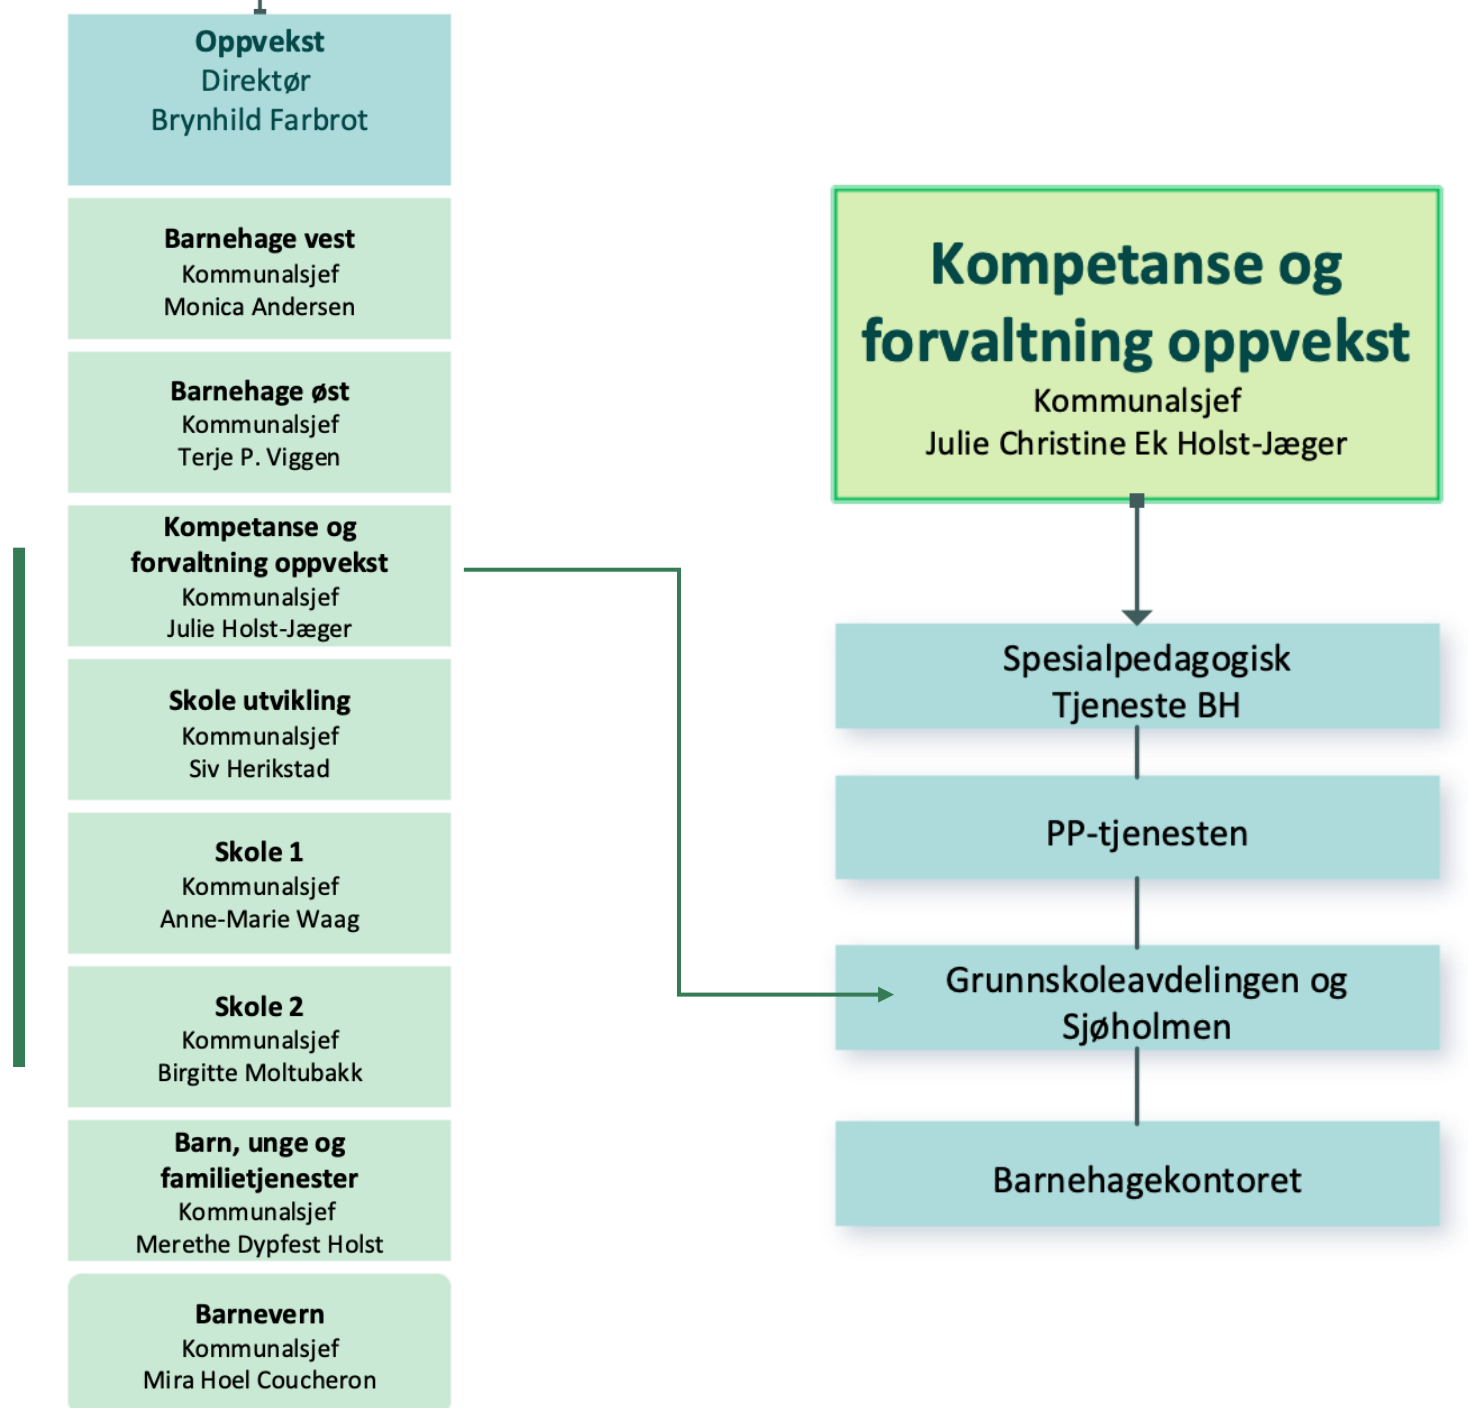 Oppvekst
Direktør
Brynhild Farbrot
Barnehage vest
Kommunalsjef
Monica Andersen
Barnehage øst
Kommunalsjef
Terje P. Viggen
Kompetanse og
forvaltning oppvekst
Kommunalsjef
Julie Holst-Jæger
Skole utvikling
Kommunalsjef
Siv Herikstad
Skole 1
Kommunalsjef
Anne-Marie Waag
Skole 2
Kommunalsjef
Birgitte Moltubakk
Barn, unge og
familietjenester
Kommunalsjef
Merethe Dypfest Holst
Barnevern
Kommunalsjef
Mira Hoel Coucheron
Kompetanse og
forvaltning oppvekst
Kommunalsjef
Julie Christine Ek Holst-Jæger
Spesialpedagogisk
Tjeneste BH
PP-tjenesten
Grunnskoleavdelingen og
Sjøholmen
Barnehagekontoret